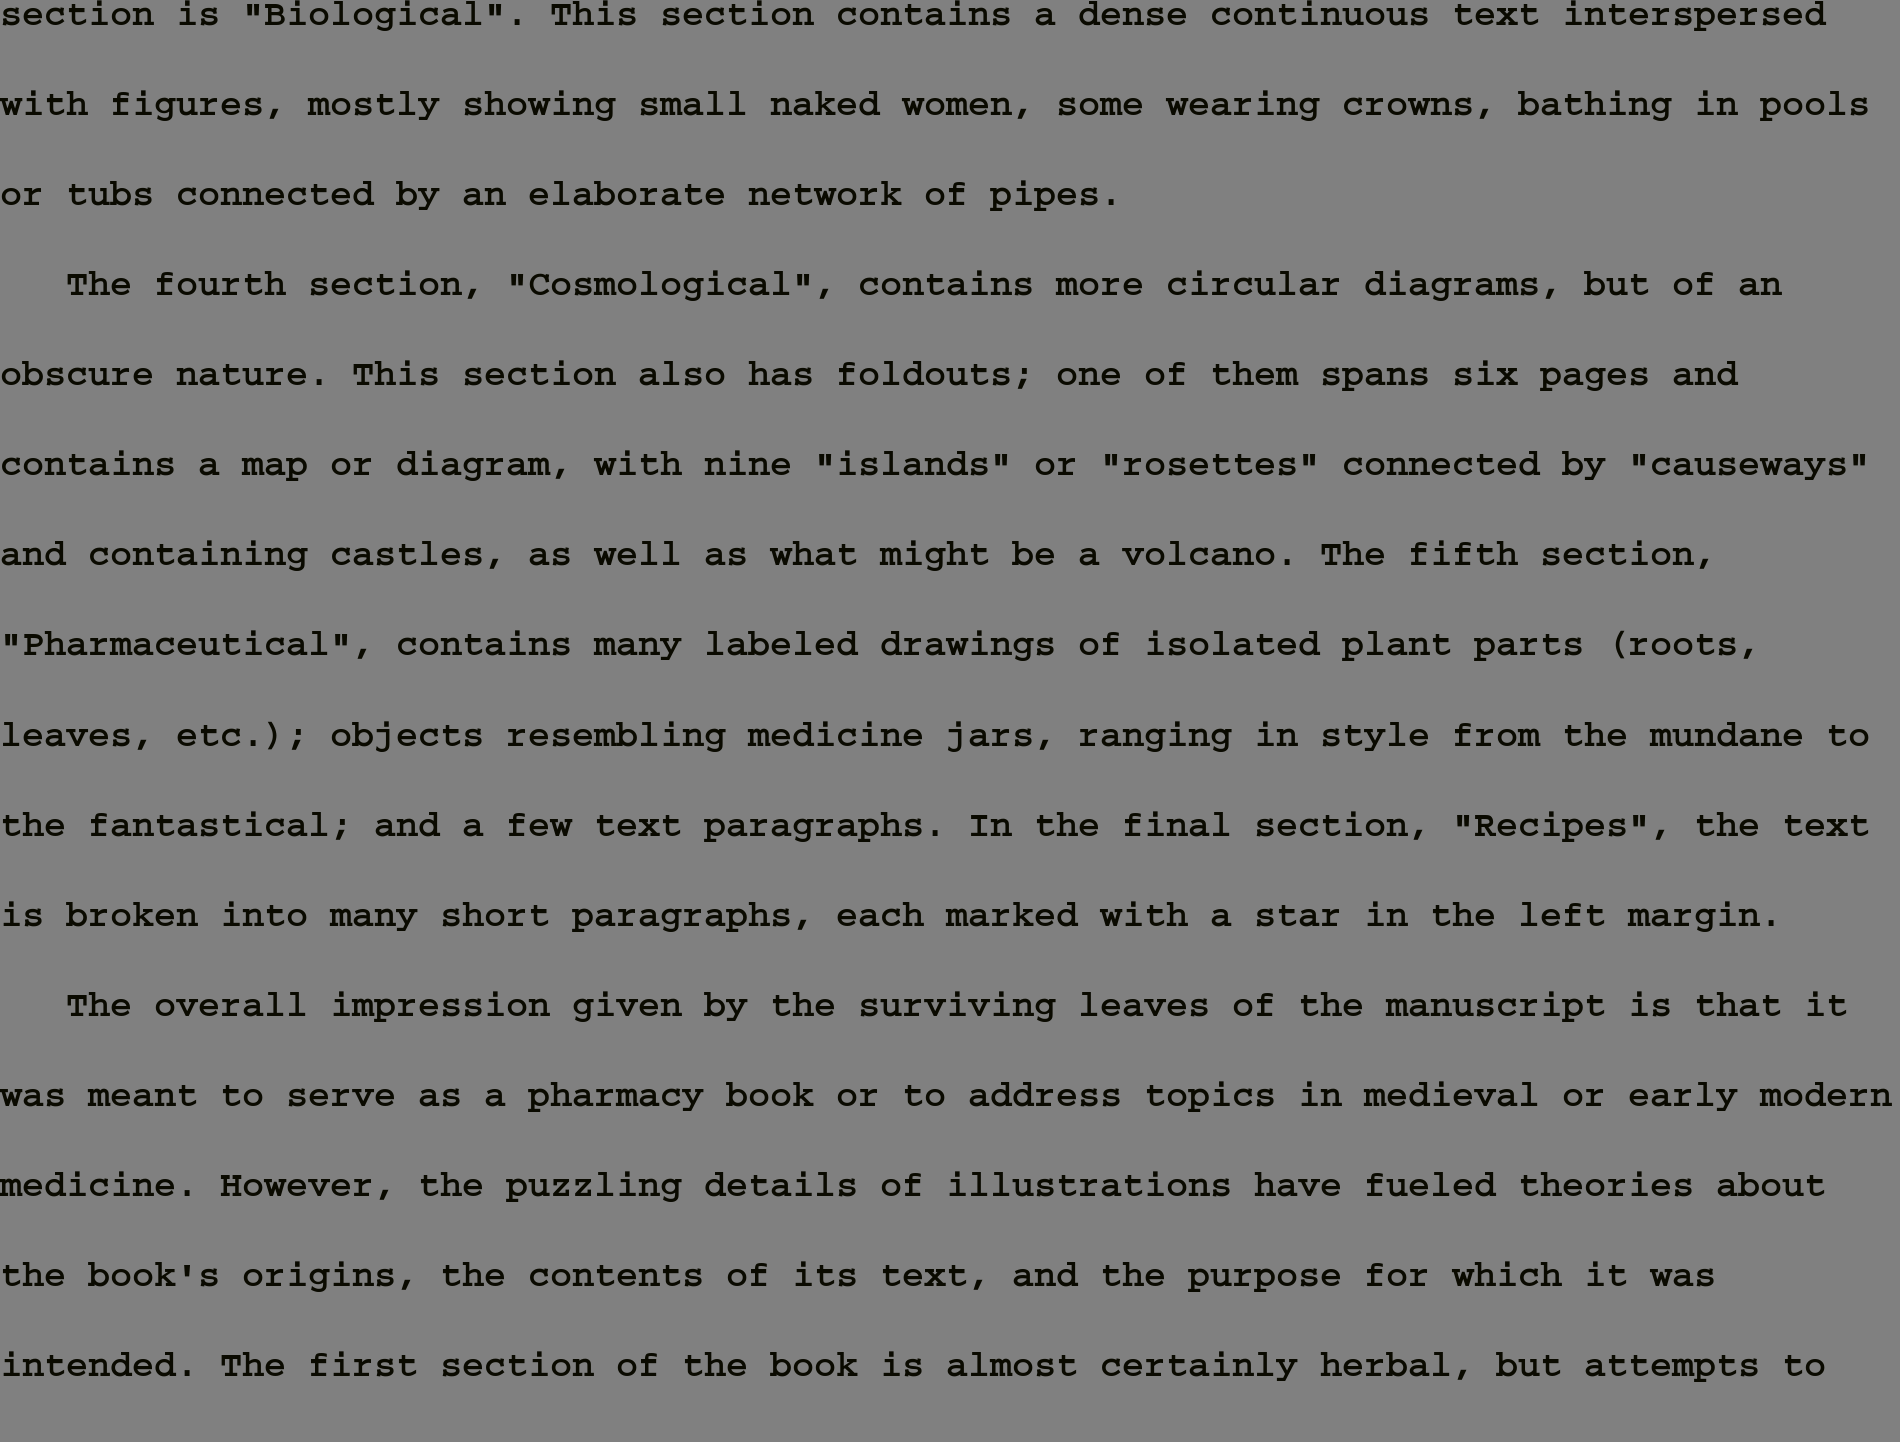 section is "Biological". This section contains a dense continuous text interspersed
with figures, mostly showing small naked women, some wearing crowns, bathing in pools
or tubs connected by an elaborate network of pipes.
The fourth section, "Cosmological", contains more circular diagrams, but of an
obscure nature. This section also has foldouts; one of them spans six pages and
contains a map or diagram, with nine "islands" or "rosettes" connected by "causeways"
and containing castles, as well as what might be a volcano. The fifth section,
"Pharmaceutical", contains many labeled drawings of isolated plant parts (roots,
leaves, etc.); objects resembling medicine jars, ranging in style from the mundane to
the fantastical; and a few text paragraphs. In the final section, "Recipes", the text
is broken into many short paragraphs, each marked with a star in the left margin.
The overall impression given by the surviving leaves of the manuscript is that it
was meant to serve as a pharmacy book or to address topics in medieval or early modern
medicine. However, the puzzling details of illustrations have fueled theories about
the book's origins, the contents of its text, and the purpose for which it was
intended. The first section of the book is almost certainly herbal, but attempts to